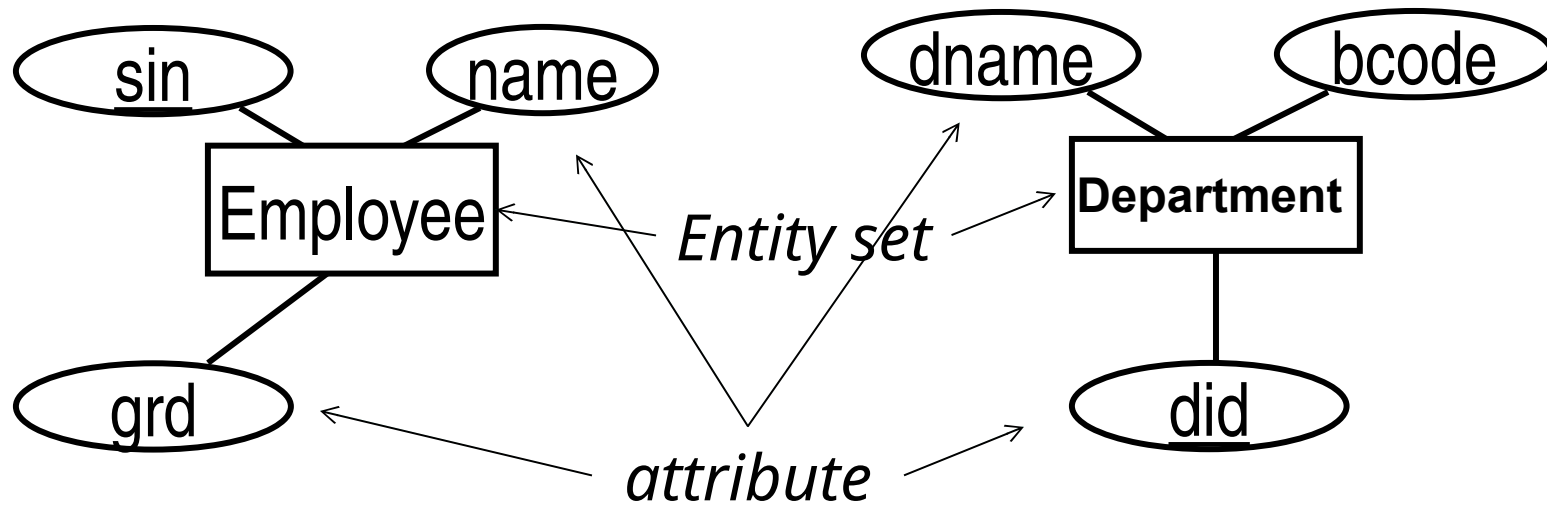 sin
name
dname
bcode
Employee
Entity set
Department
grd
attribute
did